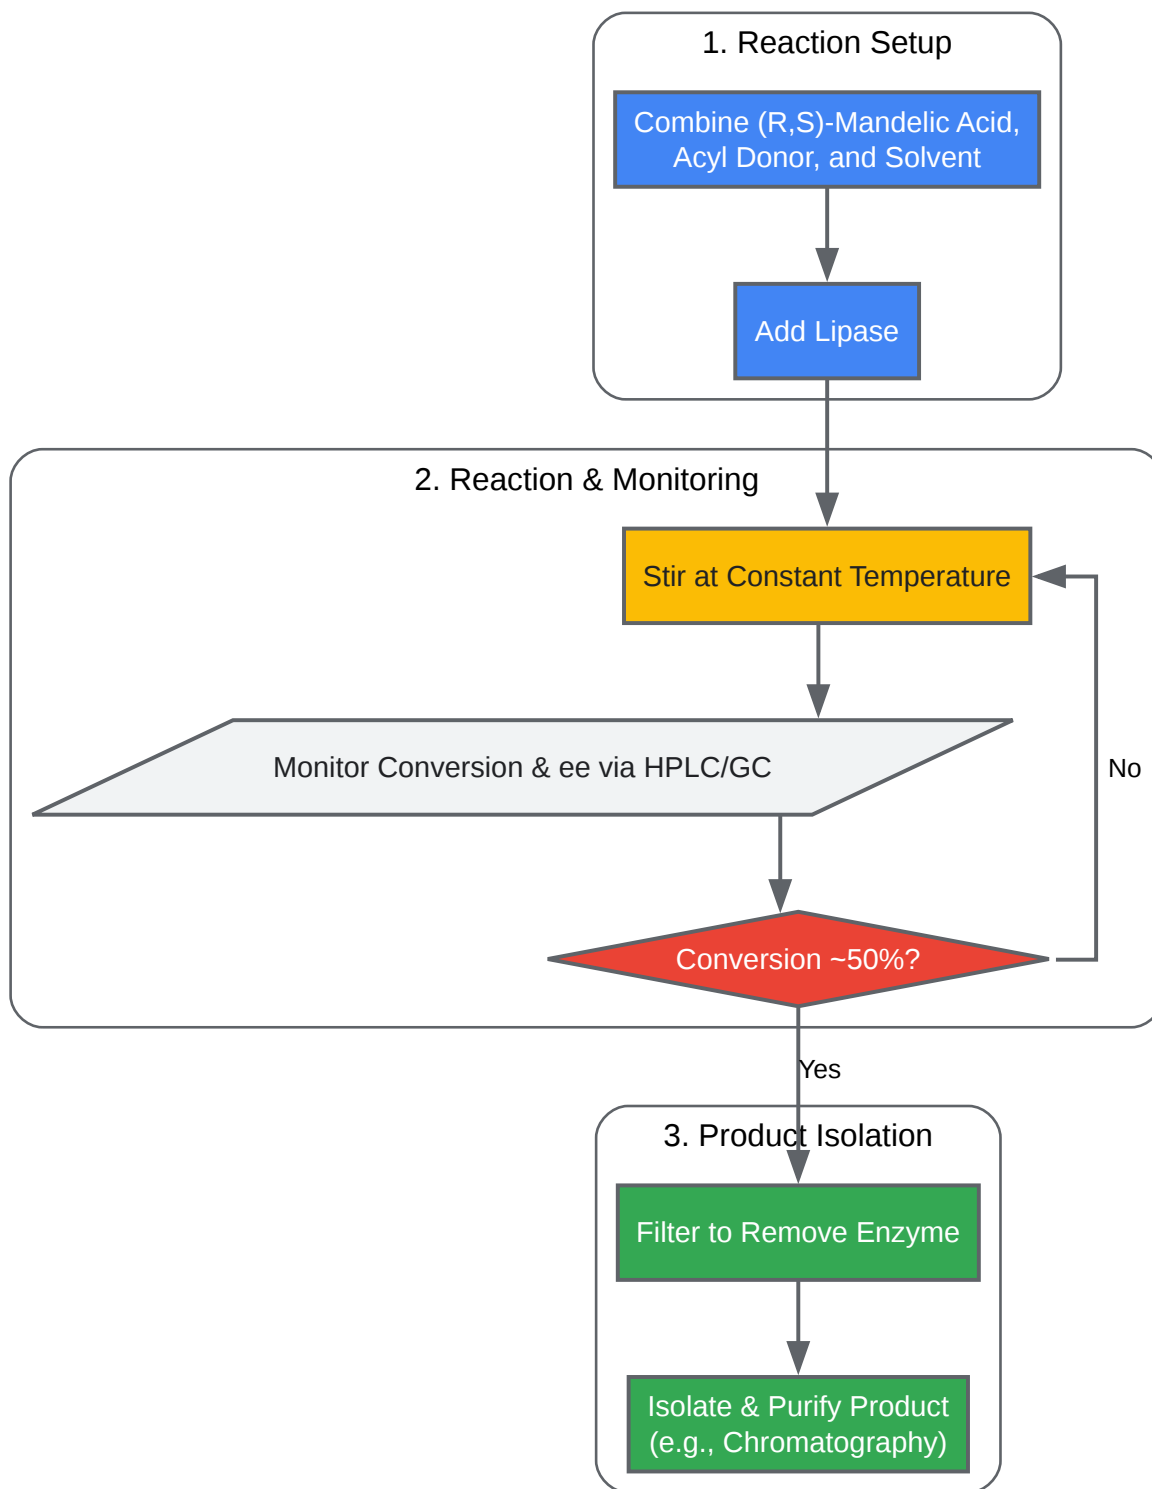 1. Reaction Setup
Combine (R,S)-Mandelic Acid,
Acyl Donor, and Solvent
Add Lipase
2. Reaction & Monitoring
Stir at Constant Temperature
Monitor Conversion & ee via HPLC/GC
No
Conversion ~50%?
Yes
3. Product Isolation
Filter to Remove Enzyme
Isolate & Purify Product
(e.g., Chromatography)